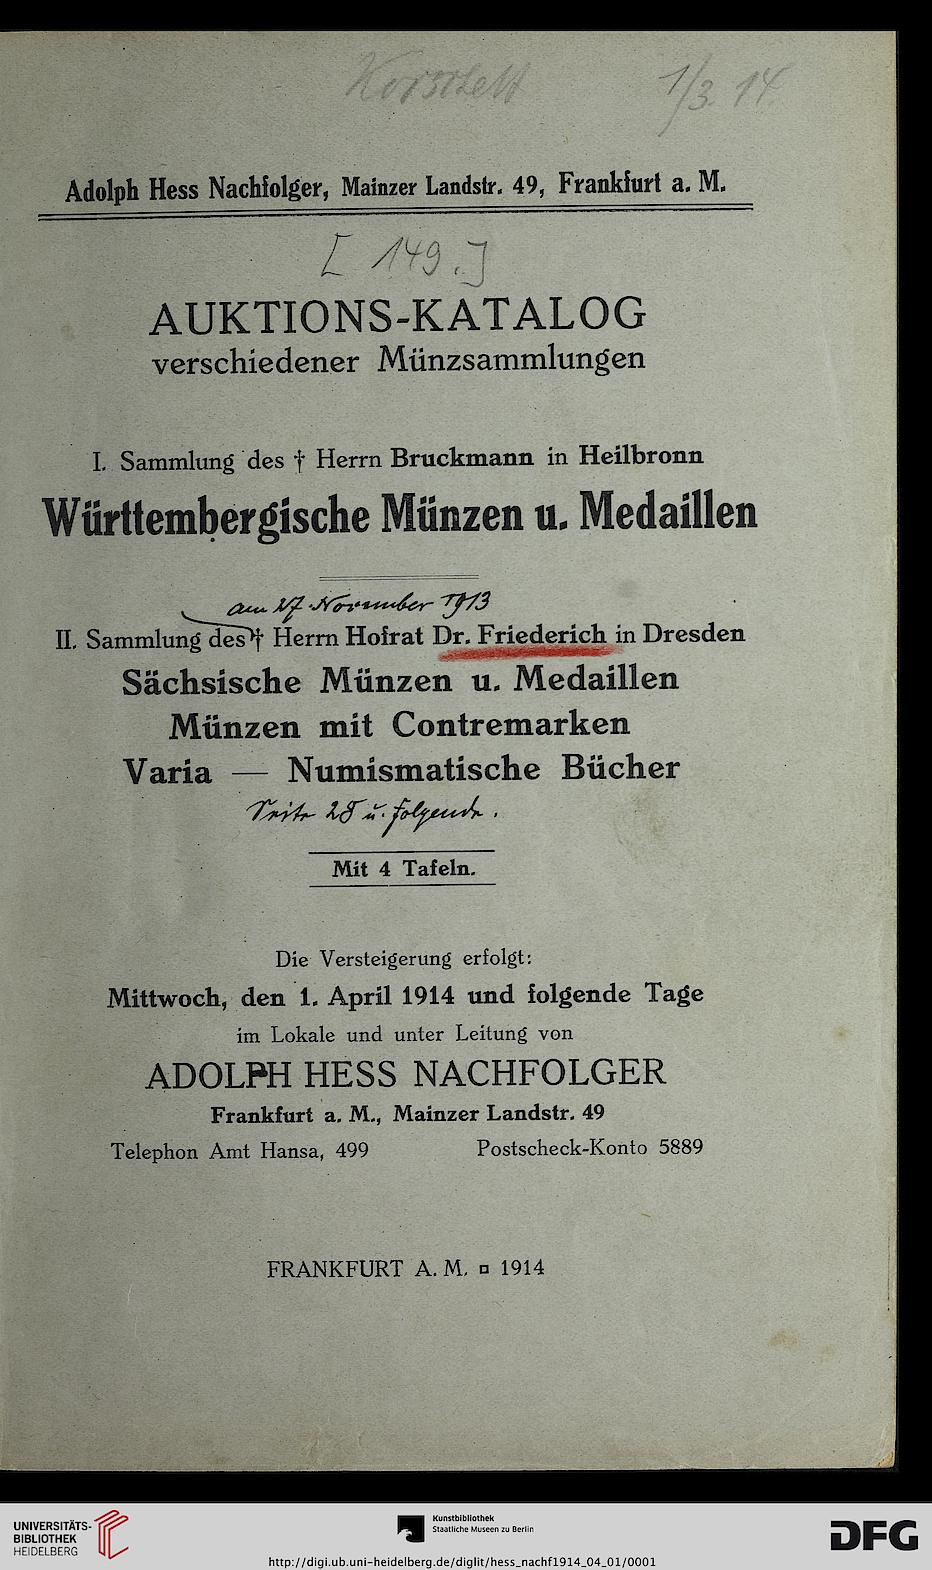 1/3. 14.
Adolph Hess Nachfolger, Mainzer Landstr. 49, Frankfurt a. M.
[ 149. ]
AUKTIONS-KATALOG
verschiedener Münzsammlungen
I. Sammlung des † Herrn Bruckmann in Heilbronn
Württembergische Münzen u. Medaillen
am 27. November 1913
II. Sammlung des † Herrn Hofrat Dr. Friederich in Dresden
Sächsische Münzen u. Medaillen
Münzen mit Contremarken
Varia — Numismatische Bücher
Seite 28 u. folgende.
Mit 4 Tafeln.
Die Versteigerung erfolgt:
Mittwoch, den 1. April 1914 und folgende Tage
im Lokale und unter Leitung von
ADOLPH HESS NACHFOLGER
Frankfurt a. M., Mainzer Landstr. 49
Telephon Amt Hansa, 499 Postscheck-Konto 5889
FRANKFURT A. M. ▫ 1914
UNIVERSITÄTS-
BIBLIOTHEK
HEIDELBERG
Kunstbibliothek
Staatliche Museen zu Berlin
DFG
http://digi.ub.uni-heidelberg.de/diglit/hess_nachf1914_04_01/0001